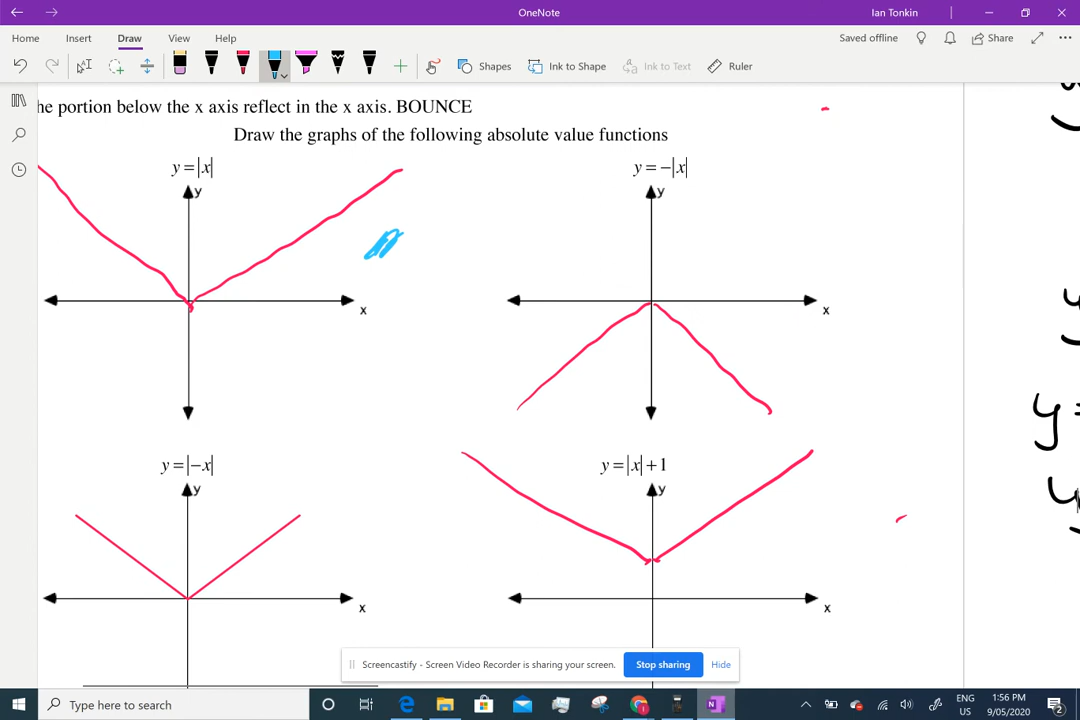 OneNote
Ian Tonkin
Home Insert Draw View Help
Saved offline Share
Shapes Ink to Shape Ink to Text Ruler
he portion below the x axis reflect in the x axis. BOUNCE
Draw the graphs of the following absolute value functions
y = |x|
y = -|x|
y
y
x
x
y = |-x|
y = |x| + 1
y
y
x
x
y =
Screencastify - Screen Video Recorder is sharing your screen. Stop sharing Hide
Type here to search
ENG
US
1:56 PM
9/05/2020
2